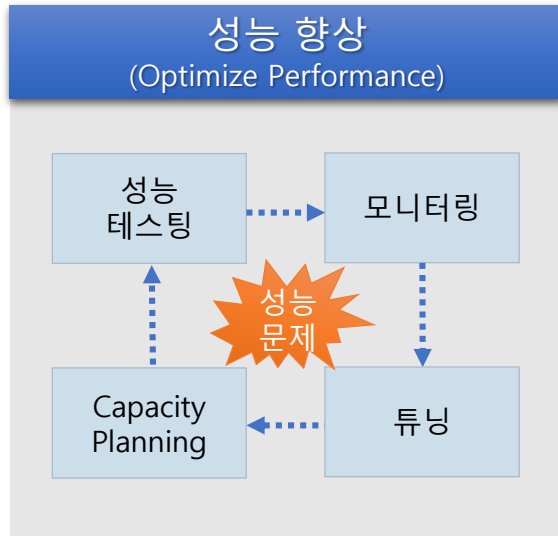 성능 향상
(Optimize Performance)
성능
테스팅
모니터링
성능
문제
Capacity
Planning
튜닝